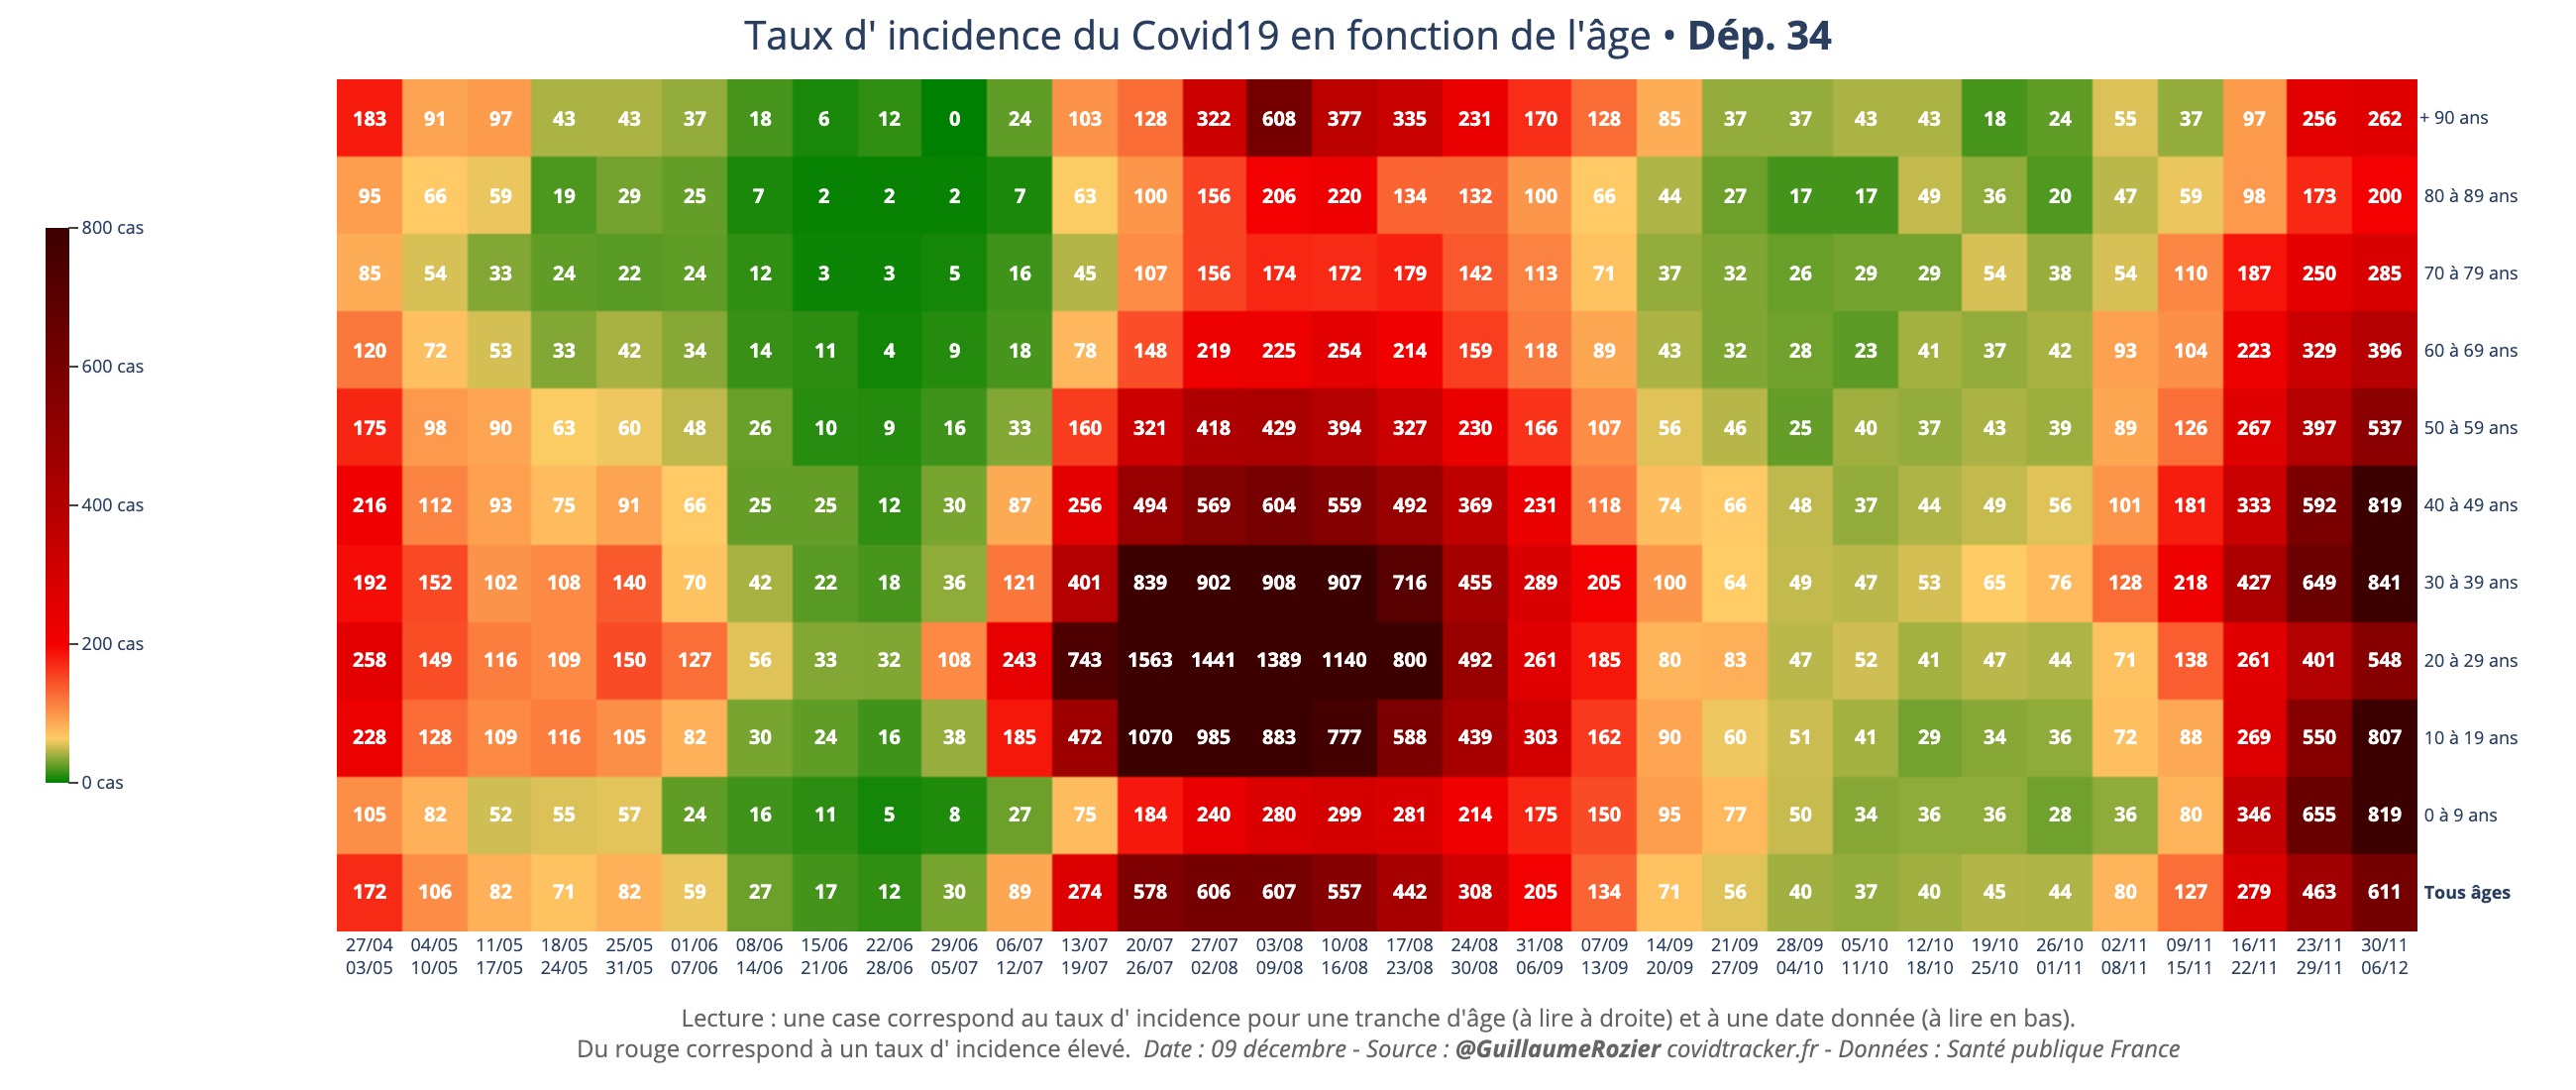 Taux d' incidence du Covid19 en fonction de l'âge • Dép. 34
183 91 97 43 43 37 18 6 12 0 24 103 128 322 608 377 335 231 170 128 85 37 37 43 43 18 24 55 37 97 256 262 + 90 ans
95 66 59 19 29 25 7 2 2 2 7 63 100 156 206 220 134 132 100 66 44 27 17 17 49 36 20 47 59 98 173 200 80 à 89 ans
800 cas
85 54 33 24 22 24 12 3 3 5 16 45 107 156 174 172 179 142 113 71 37 32 26 29 29 54 38 54 110 187 250 285 70 à 79 ans
120 72 53 33 42 34 14 11 4 9 18 78 148 219 225 254 214 159 118 89 43 32 28 23 41 37 42 93 104 223 329 396 60 à 69 ans
600 cas
175 98 90 63 60 48 26 10 9 16 33 160 321 418 429 394 327 230 166 107 56 46 25 40 37 43 39 89 126 267 397 537 50 à 59 ans
400 cas
216 112 93 75 91 66 25 25 12 30 87 256 494 569 604 559 492 369 231 118 74 66 48 37 44 49 56 101 181 333 592 819 40 à 49 ans
192 152 102 108 140 70 42 22 18 36 121 401 839 902 908 907 716 455 289 205 100 64 49 47 53 65 76 128 218 427 649 841 30 à 39 ans
200 cas
258 149 116 109 150 127 56 33 32 108 243 743 1563 1441 1389 1140 800 492 261 185 80 83 47 52 41 47 44 71 138 261 401 548 20 à 29 ans
228 128 109 116 105 82 30 24 16 38 185 472 1070 985 883 777 588 439 303 162 90 60 51 41 29 34 36 72 88 269 550 807 10 à 19 ans
0 cas
105 82 52 55 57 24 16 11 5 8 27 75 184 240 280 299 281 214 175 150 95 77 50 34 36 36 28 36 80 346 655 819 0 à 9 ans
172 106 82 71 82 59 27 17 12 30 89 274 578 606 607 557 442 308 205 134 71 56 40 37 40 45 44 80 127 279 463 611 Tous âges
27/04 04/05 11/05 18/05 25/05 01/06 08/06 15/06 22/06 29/06 06/07 13/07 20/07 27/07 03/08 10/08 17/08 24/08 31/08 07/09 14/09 21/09 28/09 05/10 12/10 19/10 26/10 02/11 09/11 16/11 23/11 30/11
03/05 10/05 17/05 24/05 31/05 07/06 14/06 21/06 28/06 05/07 12/07 19/07 26/07 02/08 09/08 16/08 23/08 30/08 06/09 13/09 20/09 27/09 04/10 11/10 18/10 25/10 01/11 08/11 15/11 22/11 29/11 06/12
Lecture : une case correspond au taux d' incidence pour une tranche d'âge (à lire à droite) et à une date donnée (à lire en bas).
Du rouge correspond à un taux d' incidence élevé. Date : 09 décembre - Source : @GuillaumeRozier covidtracker.fr - Données : Santé publique France